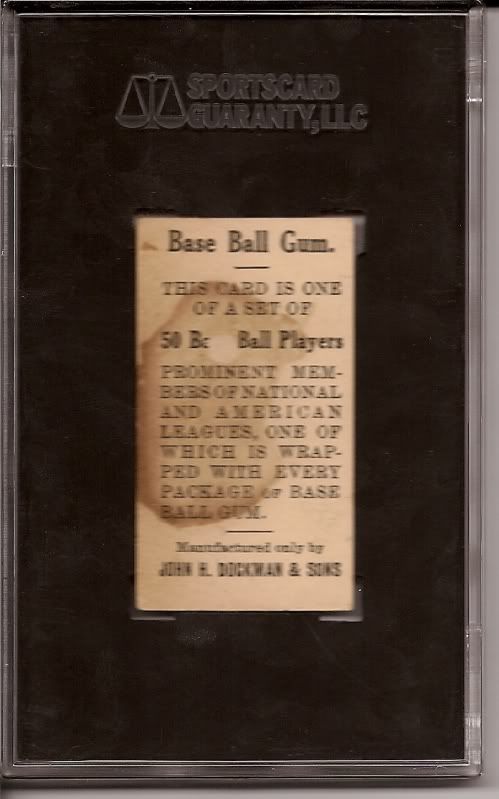 SPORTSCARD
GUARANTY, LLC
Base Ball Gum.
THIS CARD IS ONE
OF A SET OF
50 Ba Ball Players
PROMINENT MEM-
BERS OF NATIONAL
AND AMERICAN
LEAGUES, ONE OF
WHICH IS WRAP-
PED WITH EVERY
PACKAGE OF BASE
BALL GUM.
Manufactured only by
JOHN H. DOCKMAN & SONS